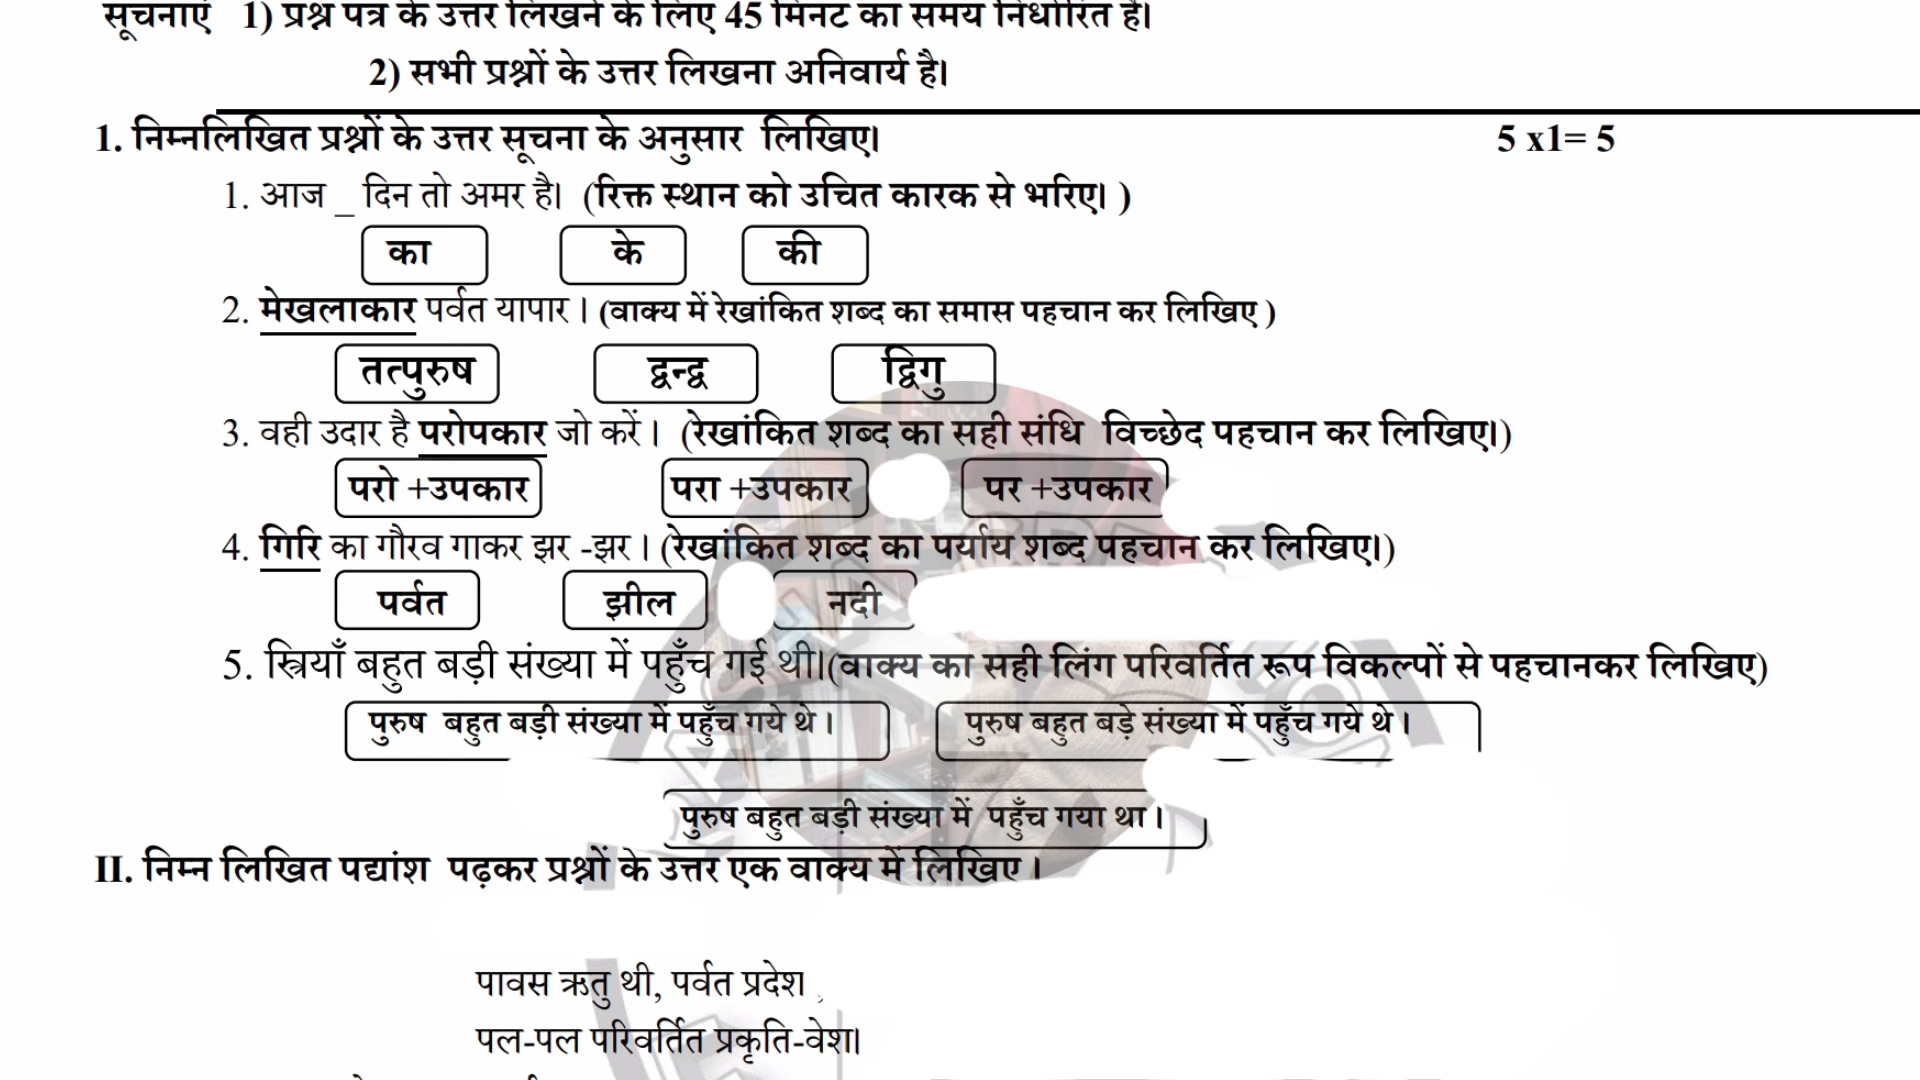 सूचनाएं 1) प्रश्न पत्र के उत्तर लिखने के लिए 45 मिनट का समय निर्धारित है।
2) सभी प्रश्नों के उत्तर लिखना अनिवार्य है।
1. निम्नलिखित प्रश्नों के उत्तर सूचना के अनुसार लिखिए। 5 x1= 5
1. आज _ दिन तो अमर है। (रिक्त स्थान को उचित कारक से भरिए। )
का के की
2. मेखलाकार पर्वत यापार । (वाक्य में रेखांकित शब्द का समास पहचान कर लिखिए )
तत्पुरुष द्वन्द्व द्विगु
3. वही उदार है परोपकार जो करें । (रेखांकित शब्द का सही संधि विच्छेद पहचान कर लिखिए।)
परो +उपकार परा +उपकार पर +उपकार
4. गिरि का गौरव गाकर झर -झर । (रेखांकित शब्द का पर्याय शब्द पहचान कर लिखिए।)
पर्वत झील नदी
5. स्त्रियाँ बहुत बड़ी संख्या में पहुँच गई थी।(वाक्य का सही लिंग परिवर्तित रूप विकल्पों से पहचानकर लिखिए)
पुरुष बहुत बड़ी संख्या में पहुँच गये थे । पुरुष बहुत बड़े संख्या में पहुँच गये थे ।
पुरुष बहुत बड़ी संख्या में पहुँच गया था ।
II. निम्न लिखित पद्यांश पढ़कर प्रश्नों के उत्तर एक वाक्य में लिखिए ।
पावस ऋतु थी, पर्वत प्रदेश ,
पल-पल परिवर्तित प्रकृति-वेश।